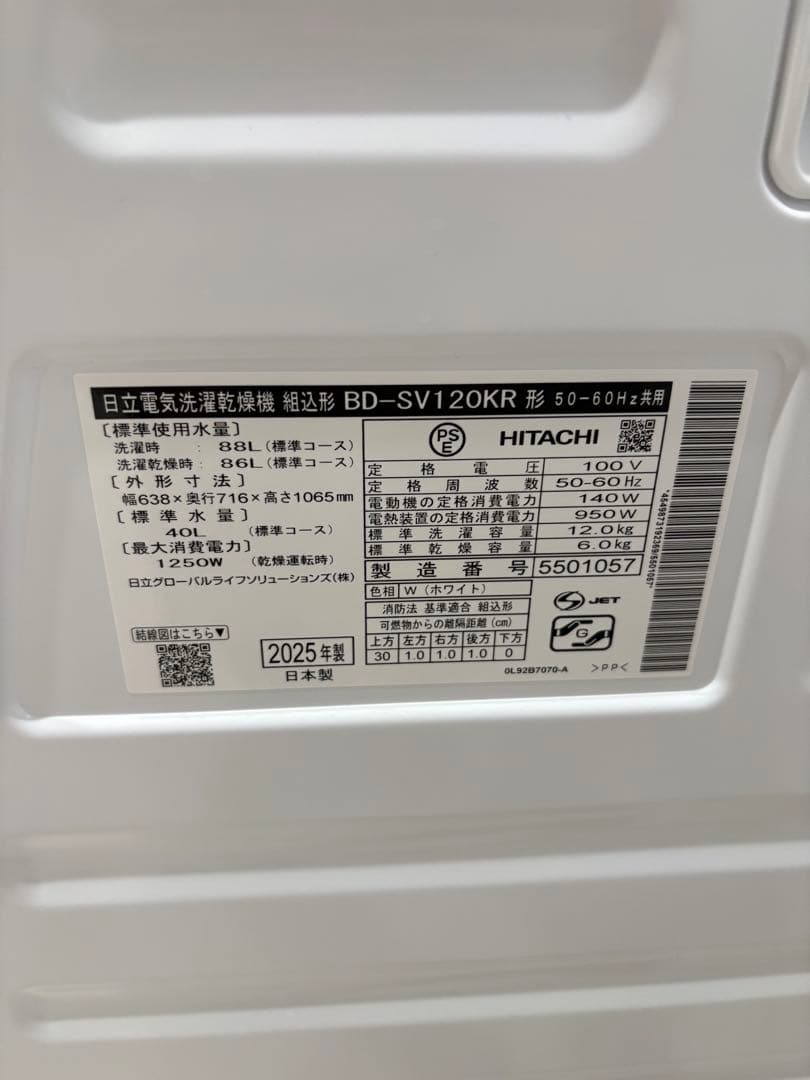 日立電気洗濯乾燥機 組込形 BD-SV120KR 形 50-60Hz共用
[標準使用水量]
洗濯時 : 88L(標準コース)
洗濯乾燥時 : 86L(標準コース)
[外形寸法]
幅638×奥行716×高さ1065mm
[標準水量]
40L (標準コース)
[最大消費電力]
1250W (乾燥運転時)
日立グローバルライフソリューションズ(株)
結線図はこちら▼
2025年製
日本製
PSE HITACHI
定格電圧 100V
定格周波数 50-60Hz
電動機の定格消費電力 140W
電熱装置の定格消費電力 950W
標準洗濯容量 12.0kg
標準乾燥容量 6.0kg
製造番号 5501057
色相 W(ホワイト)
消防法 基準適合 組込形
可燃物からの離隔距離(cm)
上方 左方 右方 後方 下方
30 1.0 1.0 1.0 0
S JET
G
0L92B7070-A >PP<
*4549873192369/5501057*